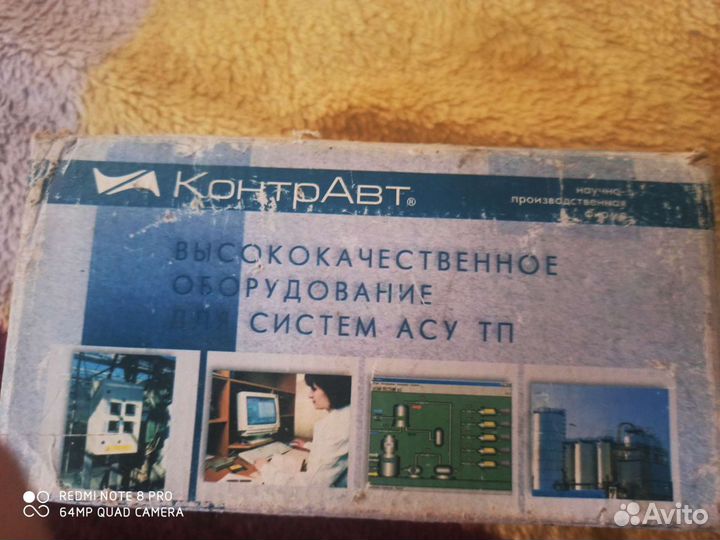 КонтрАвт®
научно-
производственная
фирма
ВЫСОКОКАЧЕСТВЕННОЕ
ОБОРУДОВАНИЕ
ДЛЯ СИСТЕМ АСУ ТП
REDMI NOTE 8 PRO
64MP QUAD CAMERA
Avito